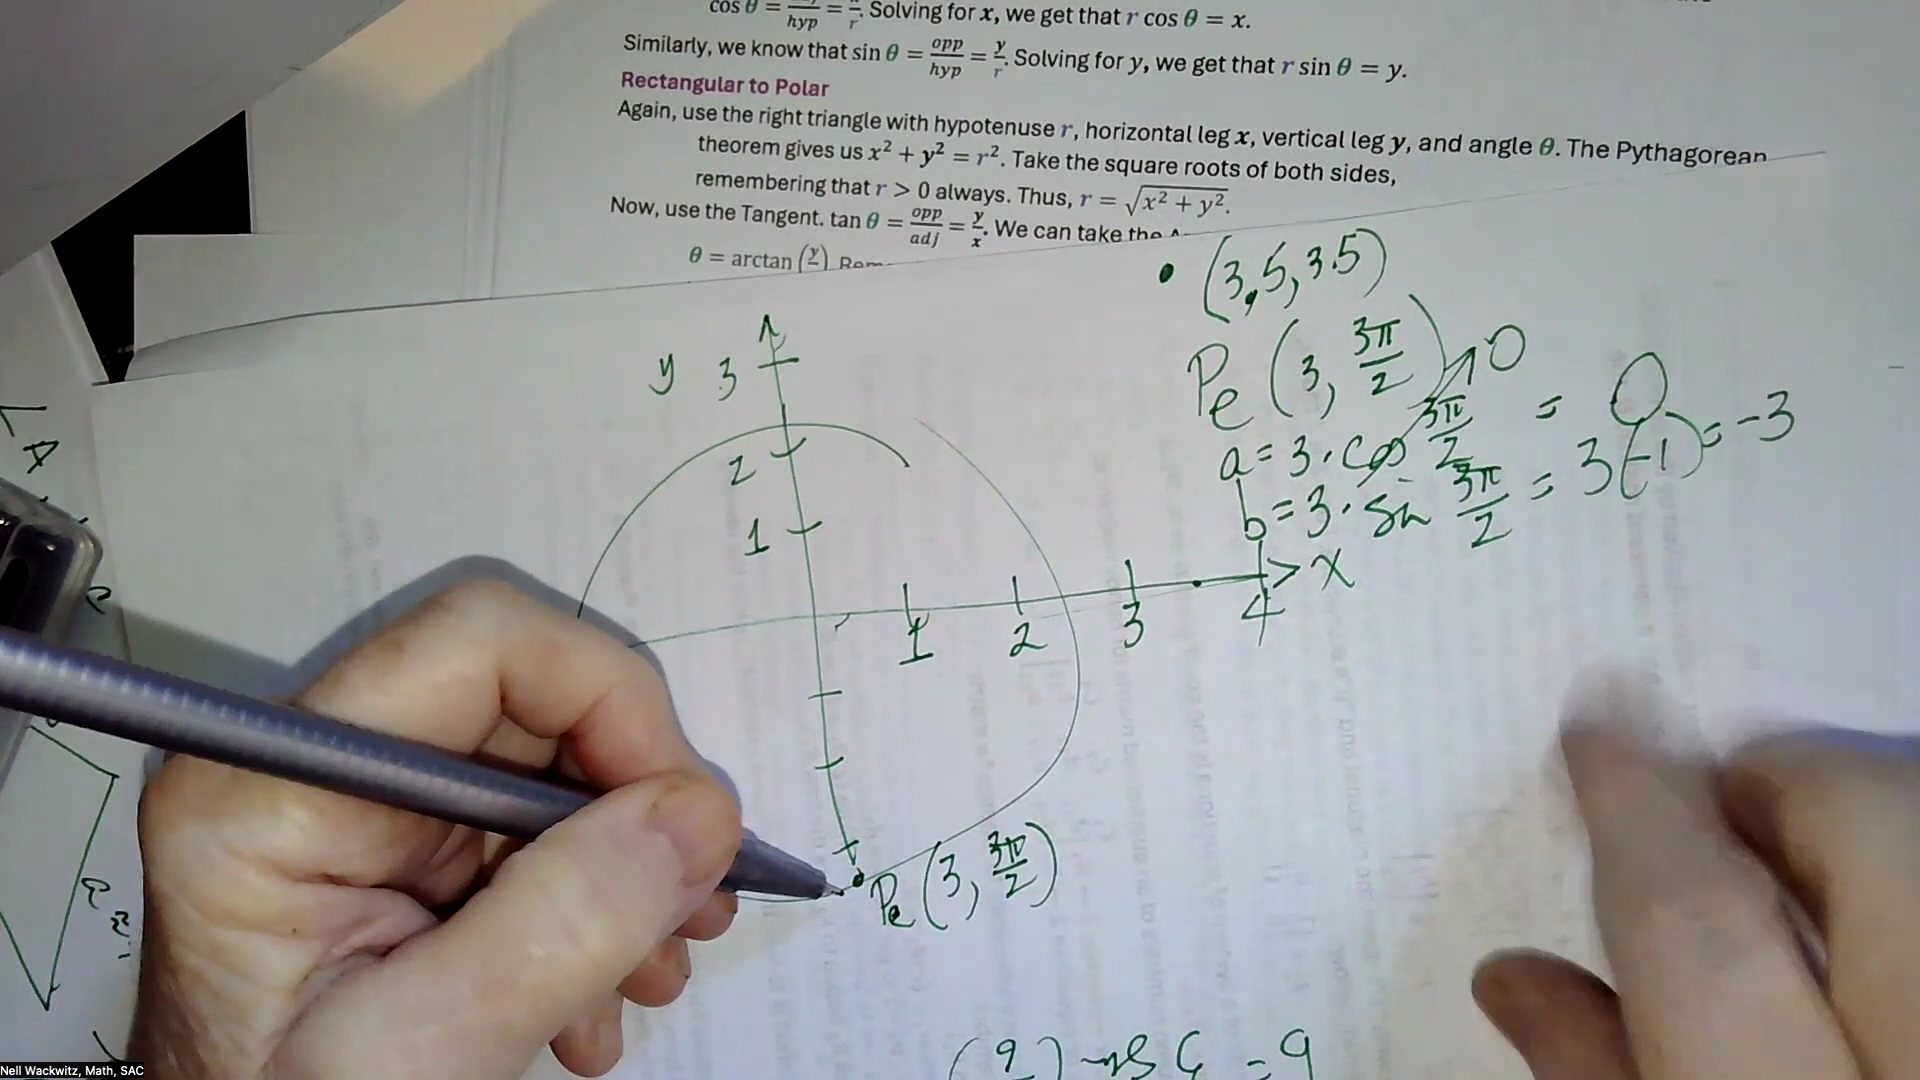 cos θ = /hyp = /r. Solving for x, we get that r cos θ = x.
Similarly, we know that sin θ = opp/hyp = y/r. Solving for y, we get that r sin θ = y.
Rectangular to Polar
Again, use the right triangle with hypotenuse r, horizontal leg x, vertical leg y, and angle θ. The Pythagorean
theorem gives us x² + y² = r². Take the square roots of both sides,
remembering that r > 0 always. Thus, r = √(x² + y²).
Now, use the Tangent. tan θ = opp/adj = y/x. We can take the
θ = arctan (y
• (3.5, 3.5)
Pe (3, 3π/2)
0
a = 3 · cos 3π/2 = 0
b = 3 · sin 3π/2 = 3(-1) = -3
y 3
2
1
1 2 3 4 x
Pe (3, 3π/2)
Nell Wackwitz, Math, SAC